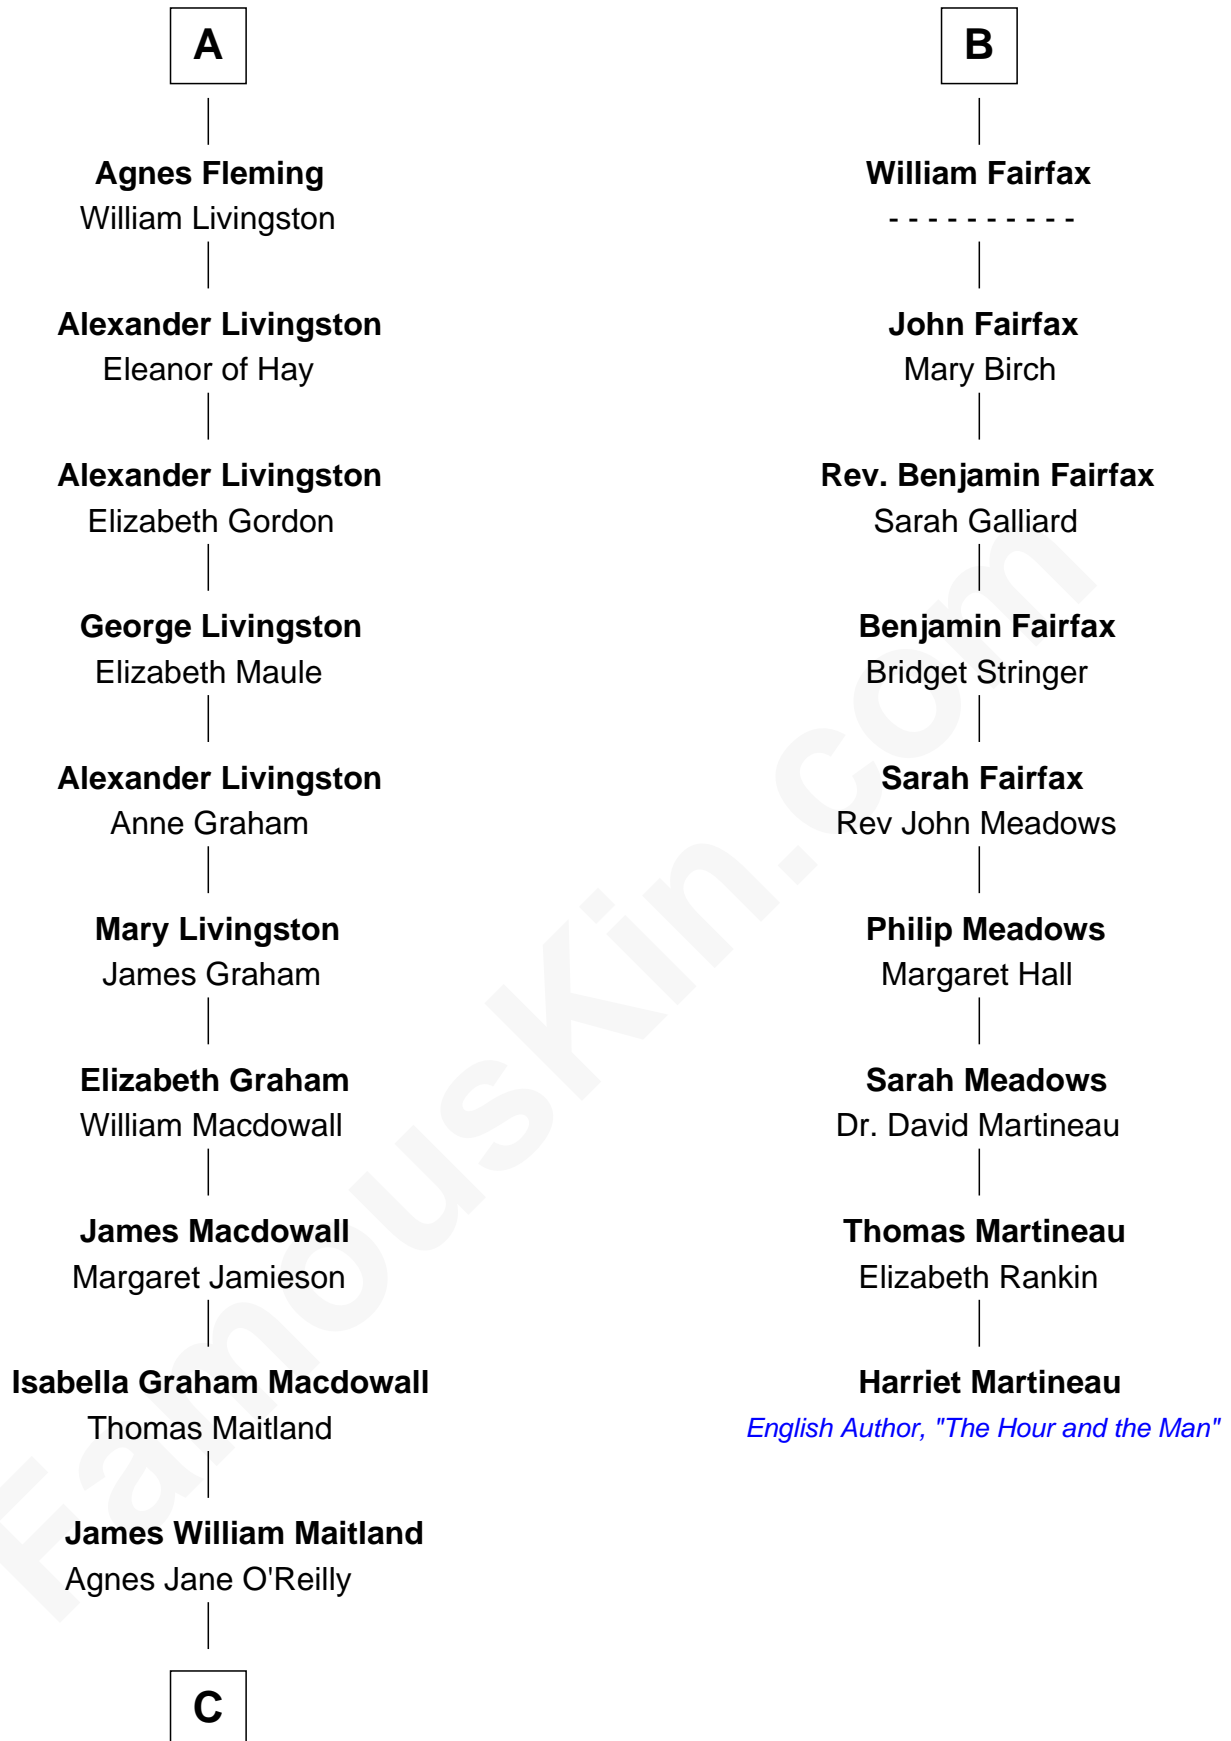 A
Agnes Fleming
William Livingston
Alexander Livingston
Eleanor of Hay
Alexander Livingston
Elizabeth Gordon
George Livingston
Elizabeth Maule
Alexander Livingston
Anne Graham
Mary Livingston
James Graham
Elizabeth Graham
William Macdowall
James Macdowall
Margaret Jamieson
Isabella Graham Macdowall
Thomas Maitland
James William Maitland
Agnes Jane O'Reilly
C
B
William Fairfax
- - - - - - - - - -
John Fairfax
Mary Birch
Rev. Benjamin Fairfax
Sarah Galliard
Benjamin Fairfax
Bridget Stringer
Sarah Fairfax
Rev John Meadows
Philip Meadows
Margaret Hall
Sarah Meadows
Dr. David Martineau
Thomas Martineau
Elizabeth Rankin
Harriet Martineau
English Author, "The Hour and the Man"
FamousKin.com